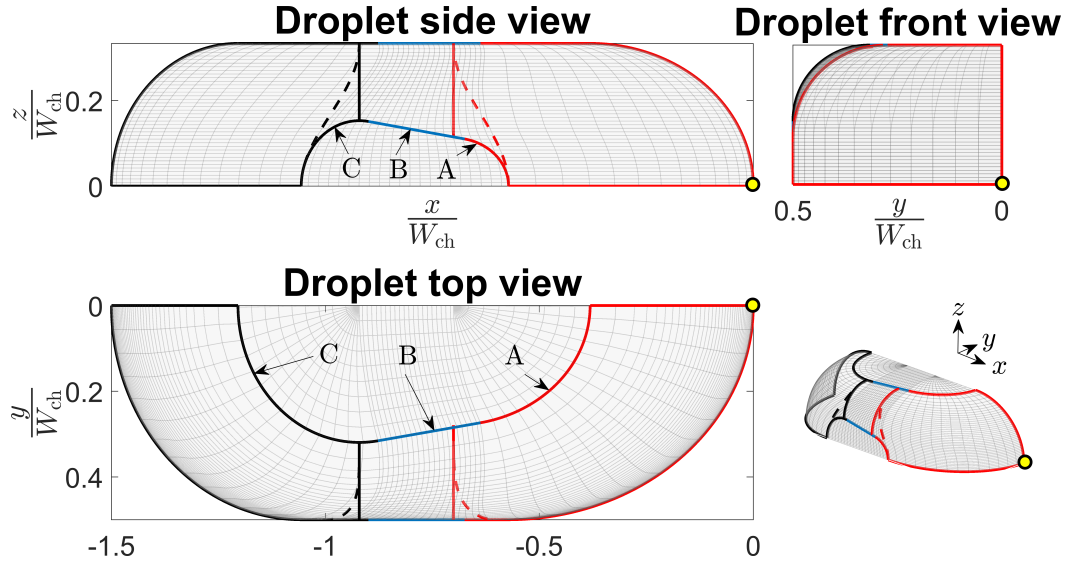 Droplet side view
z
W_ch
0.2
0
C
B
A
x
W_ch
Droplet front view
0.5
y
W_ch
0
Droplet top view
0
y
W_ch
0.2
0.4
C
B
A
-1.5
-1
-0.5
0
z
y
x